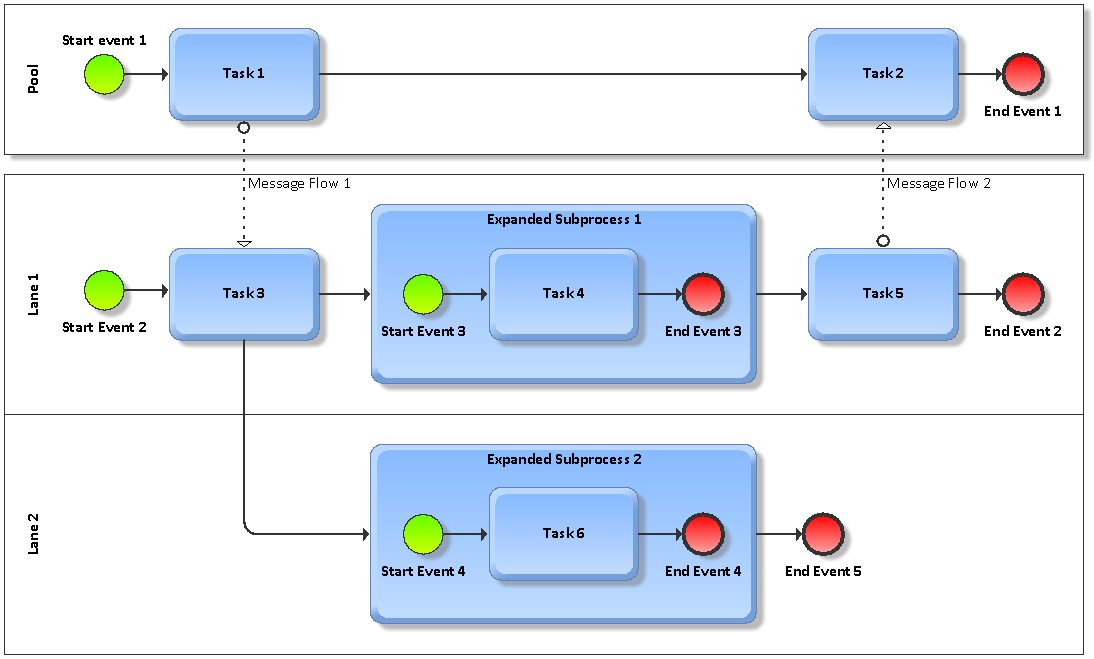 Start event 1
Pool
Task 1
Task 2
End Event 1
Message Flow 1
Message Flow 2
Expanded Subprocess 1
Lane 1
Start Event 2
Task 3
Start Event 3
Task 4
End Event 3
Task 5
End Event 2
Expanded Subprocess 2
Lane 2
Start Event 4
Task 6
End Event 4
End Event 5